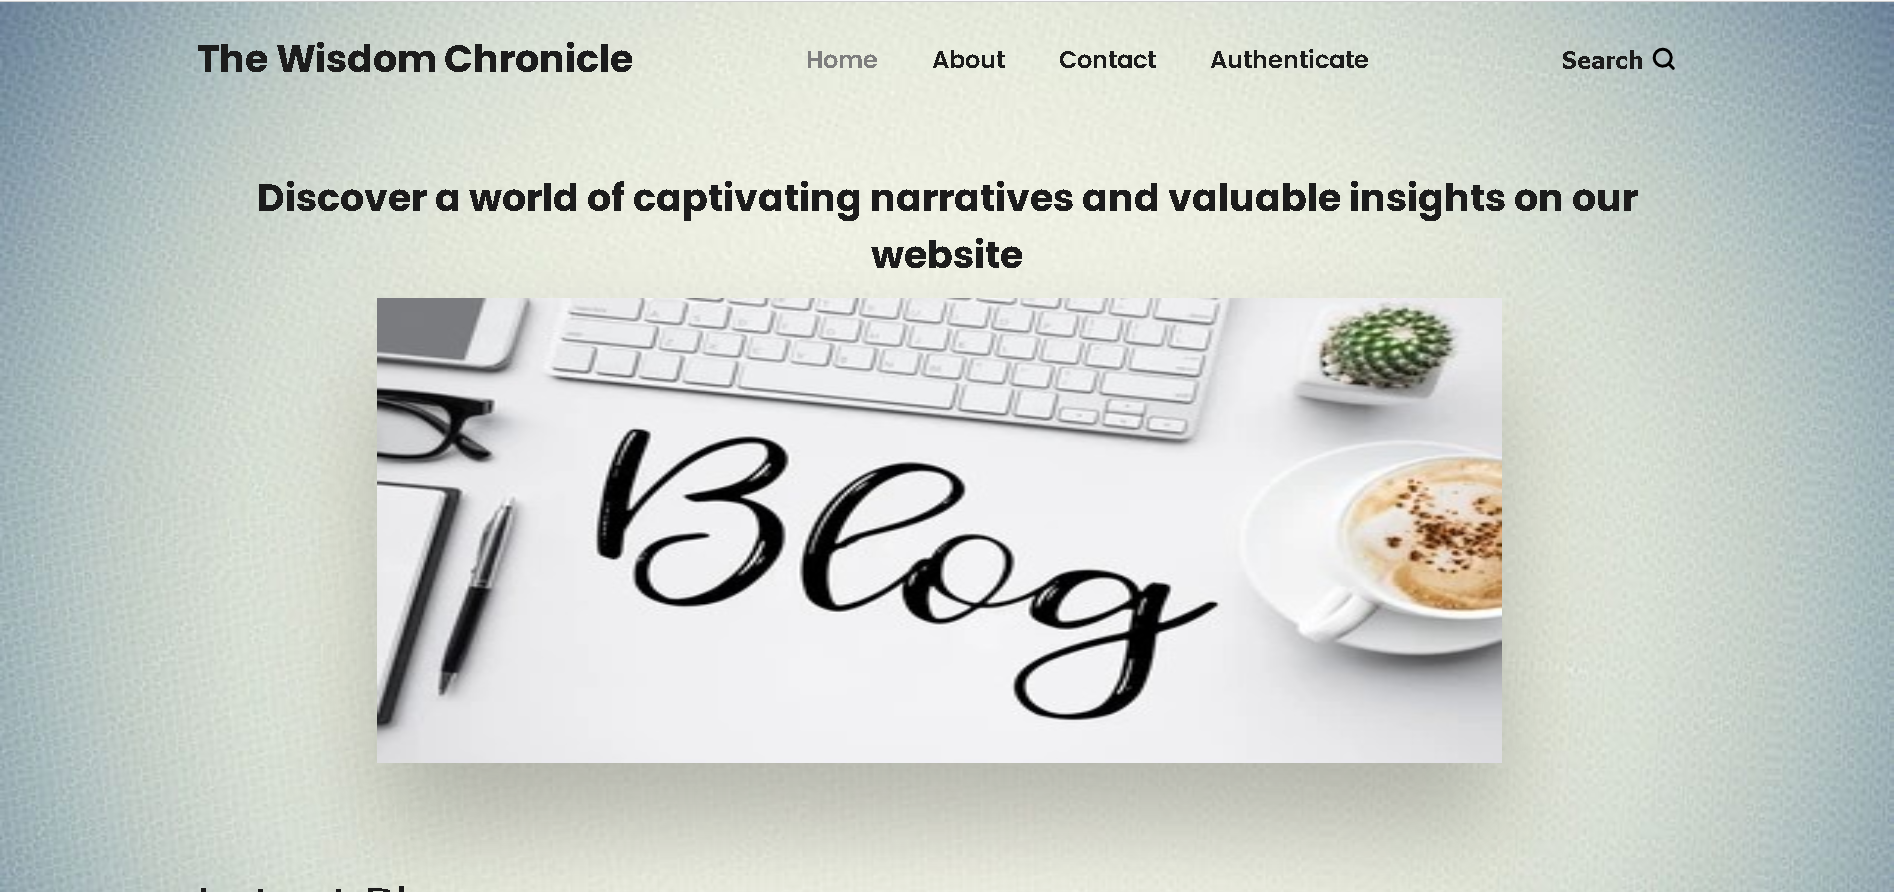 The Wisdom Chronicle
Home About Contact Authenticate
Search
Discover a world of captivating narratives and valuable insights on our
website
Blog